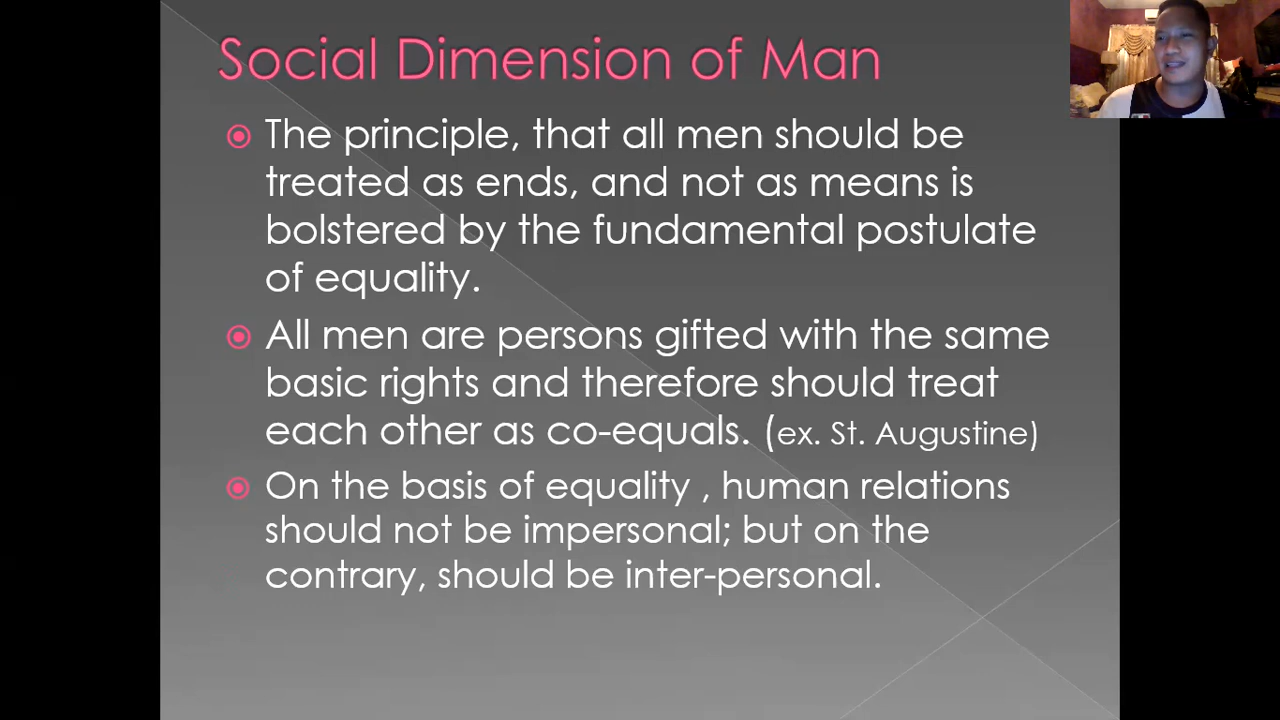 Social Dimension of Man
The principle, that all men should be
treated as ends, and not as means is
bolstered by the fundamental postulate
of equality.
All men are persons gifted with the same
basic rights and therefore should treat
each other as co-equals. (ex. St. Augustine)
On the basis of equality , human relations
should not be impersonal; but on the
contrary, should be inter-personal.